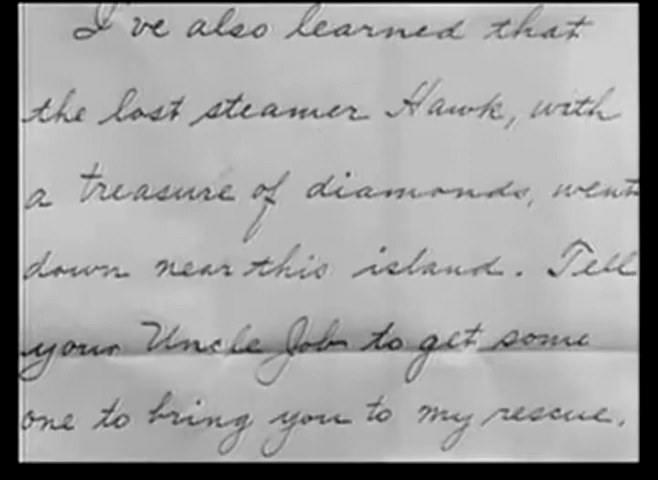 I've also learned that
the lost steamer Hawk, with
a treasure of diamonds, went
down near this island. Tell
your Uncle Job to get some
one to bring you to my rescue.